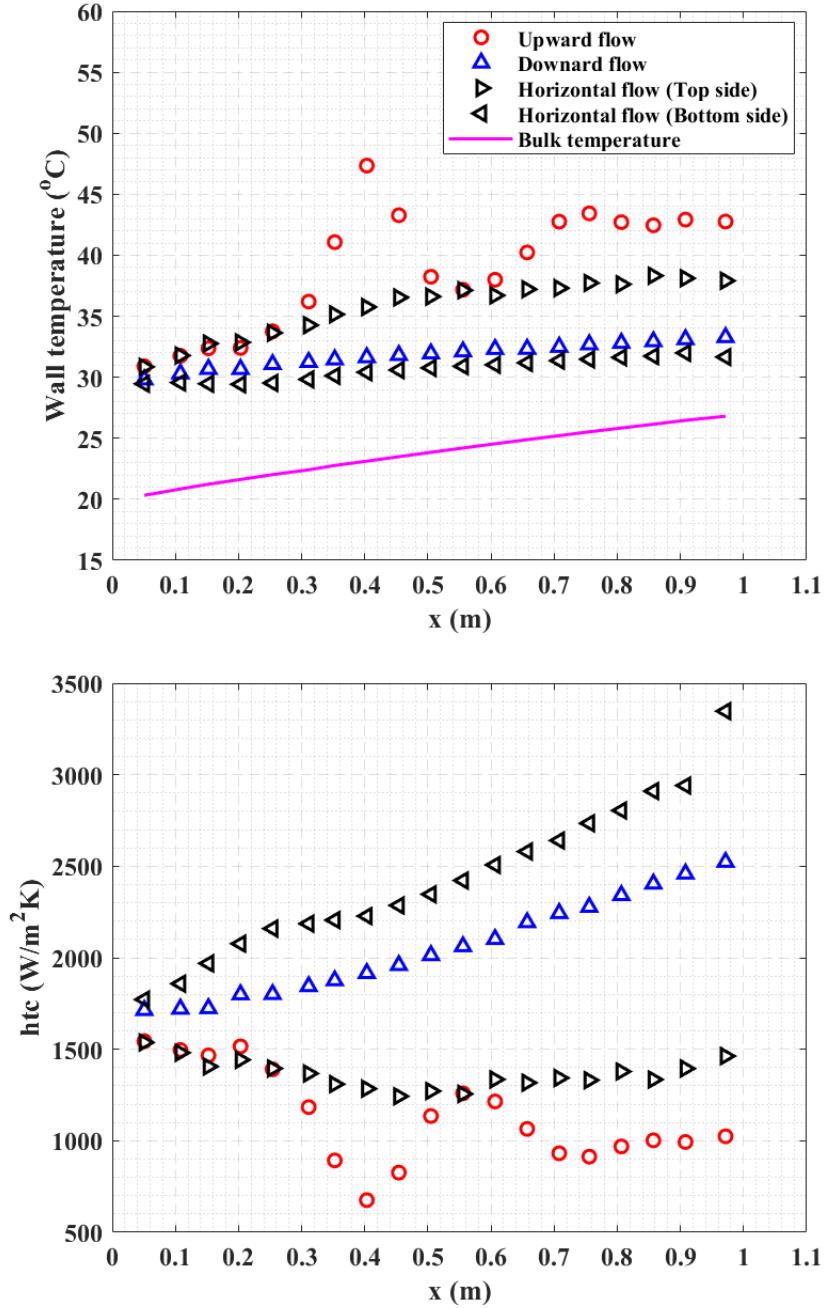 60
55
50
45
40
35
30
25
20
15
Wall temperature (°C)
Upward flow
Downard flow
Horizontal flow (Top side)
Horizontal flow (Bottom side)
Bulk temperature
0 0.1 0.2 0.3 0.4 0.5 0.6 0.7 0.8 0.9 1 1.1
x (m)
3500
3000
2500
2000
1500
1000
500
htc (W/m²K)
0 0.1 0.2 0.3 0.4 0.5 0.6 0.7 0.8 0.9 1 1.1
x (m)